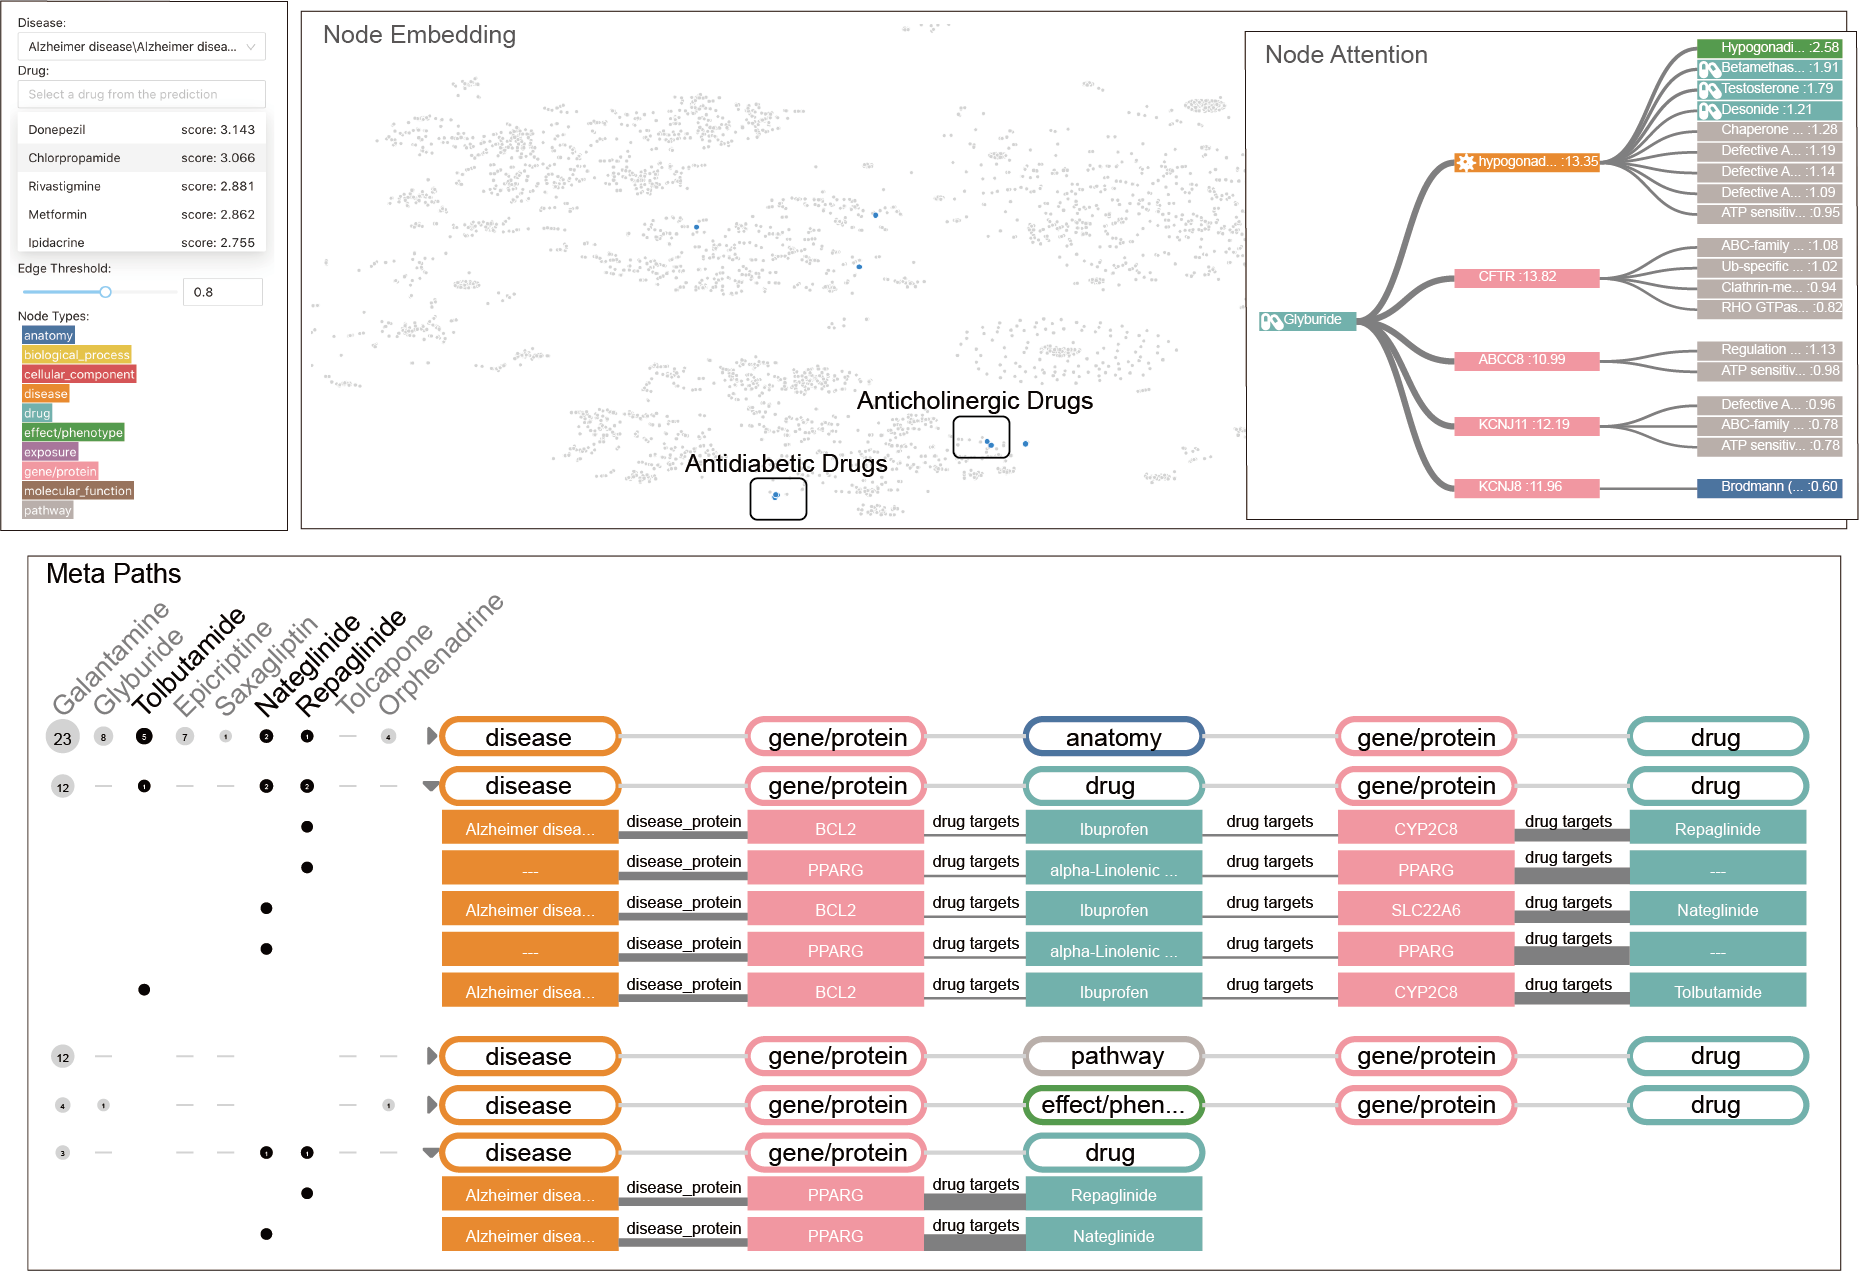 Disease:
Alzheimer disease\Alzheimer disea...
Drug:
Select a drug from the prediction
Donepezil score: 3.143
Chlorpropamide score: 3.066
Rivastigmine score: 2.881
Metformin score: 2.862
Ipidacrine score: 2.755
Edge Threshold:
0.8
Node Types:
anatomy
biological_process
cellular_component
disease
drug
effect/phenotype
exposure
gene/protein
molecular_function
pathway
Node Embedding
Anticholinergic Drugs
Antidiabetic Drugs
Node Attention
Glyburide
hypogonad... :13.35
CFTR :13.82
ABCC8 :10.99
KCNJ11 :12.19
KCNJ8 :11.96
Hypogonadi... :2.58
Betamethas... :1.91
Testosterone :1.79
Desonide :1.21
Chaperone ... :1.28
Defective A... :1.19
Defective A... :1.14
Defective A... :1.09
ATP sensitiv... :0.95
ABC-family ... :1.08
Ub-specific ... :1.02
Clathrin-me... :0.94
RHO GTPas... :0.82
Regulation ... :1.13
ATP sensitiv... :0.98
Defective A... :0.96
ABC-family ... :0.78
ATP sensitiv... :0.78
Brodmann (... :0.60
Meta Paths
Galantamine
Glyburide
Tolbutamide
Epicriptine
Saxagliptin
Nateglinide
Repaglinide
Tolcapone
Orphenadrine
23 8 5 7 1 2 1 — 4 disease gene/protein anatomy gene/protein drug
12 — 1 — — 2 2 — — disease gene/protein drug gene/protein drug
Alzheimer disea... disease_protein BCL2 drug targets Ibuprofen drug targets CYP2C8 drug targets Repaglinide
--- disease_protein PPARG drug targets alpha-Linolenic ... drug targets PPARG drug targets ---
Alzheimer disea... disease_protein BCL2 drug targets Ibuprofen drug targets SLC22A6 drug targets Nateglinide
--- disease_protein PPARG drug targets alpha-Linolenic ... drug targets PPARG drug targets ---
Alzheimer disea... disease_protein BCL2 drug targets Ibuprofen drug targets CYP2C8 drug targets Tolbutamide
12 — — — — — disease gene/protein pathway gene/protein drug
4 1 — — — 1 disease gene/protein effect/phen... gene/protein drug
3 — — — 1 1 — — disease gene/protein drug
Alzheimer disea... disease_protein PPARG drug targets Repaglinide
Alzheimer disea... disease_protein PPARG drug targets Nateglinide